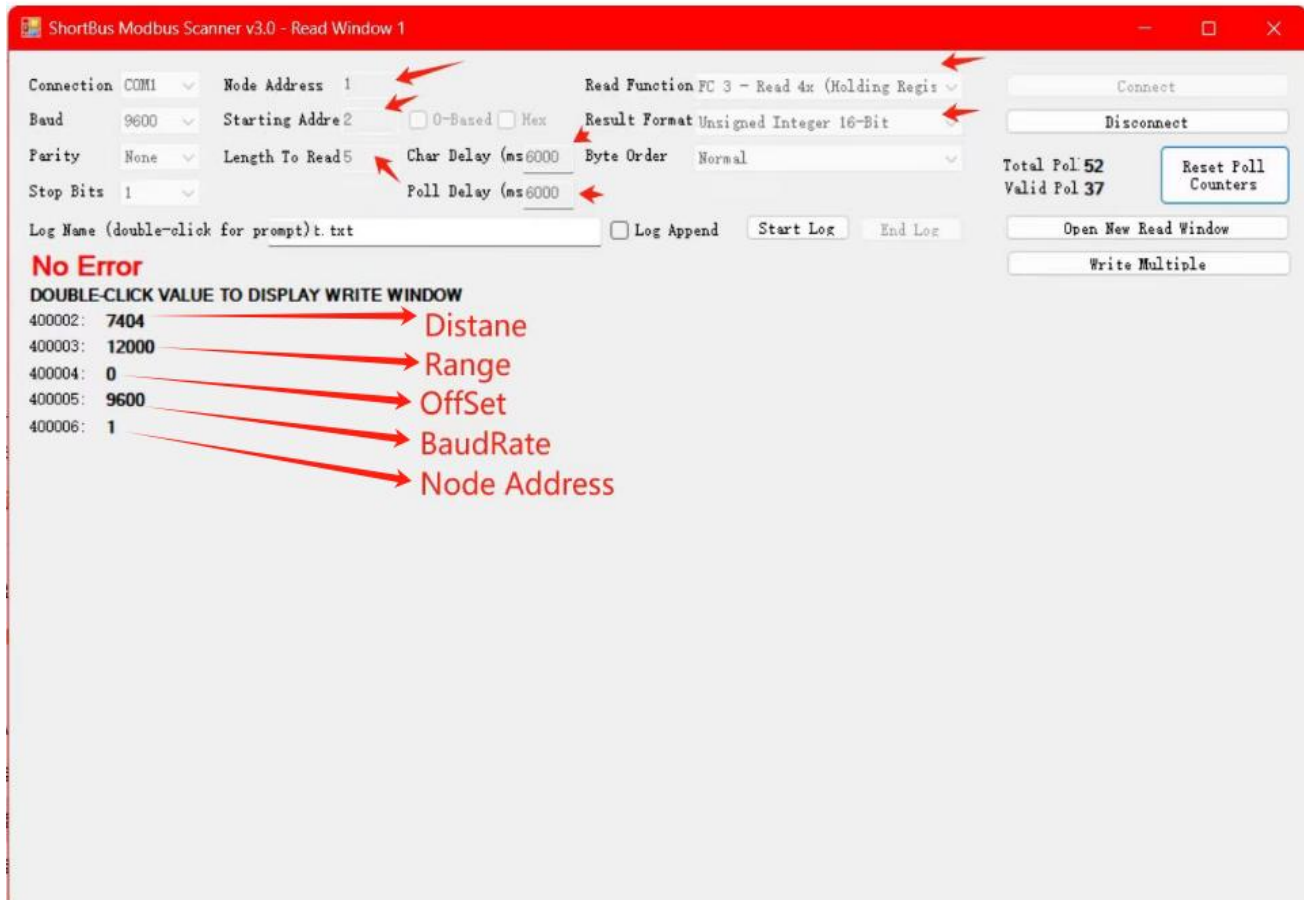 ShortBus Modbus Scanner v3.0 - Read Window 1
Connection COM1 Node Address 1 Read Function FC 3 - Read 4x (Holding Regis Connect
Baud 9600 Starting Addre 2 0-Based Hex Result Format Unsigned Integer 16-Bit Disconnect
Parity None Length To Read 5 Char Delay (ms 6000 Byte Order Normal
Total Pol 52 Reset Poll Counters
Stop Bits 1 Poll Delay (ms 6000 Valid Pol 37
Log Name (double-click for prompt) t.txt Log Append Start Log End Log Open New Read Window
No Error Write Multiple
DOUBLE-CLICK VALUE TO DISPLAY WRITE WINDOW
400002: 7404 Distane
400003: 12000 Range
400004: 0 OffSet
400005: 9600 BaudRate
400006: 1 Node Address